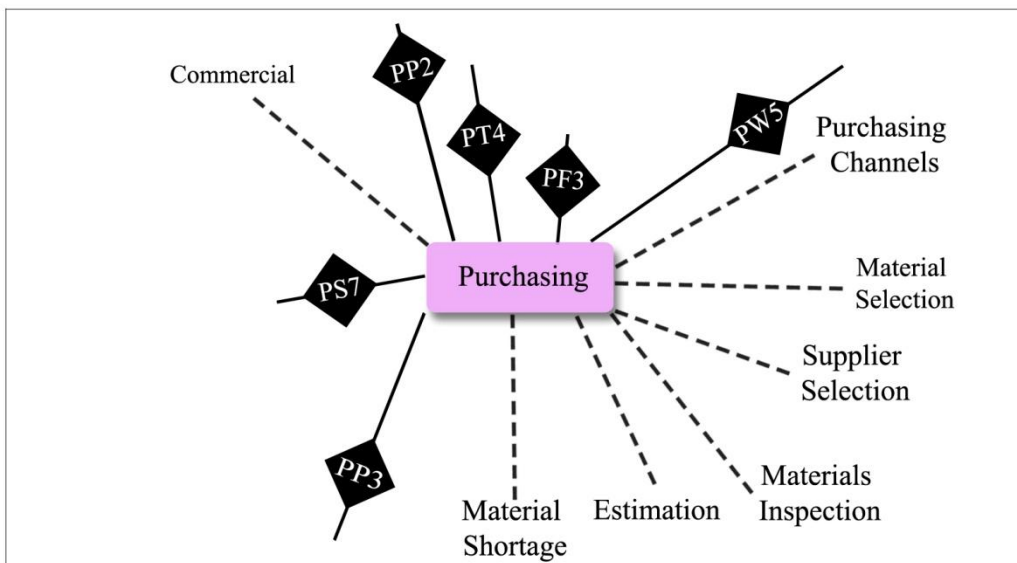 Commercial
PP2
PT4
PF3
PW5
Purchasing
Channels
PS7
Purchasing
Material
Selection
Supplier
Selection
PP3
Material
Shortage
Estimation
Materials
Inspection